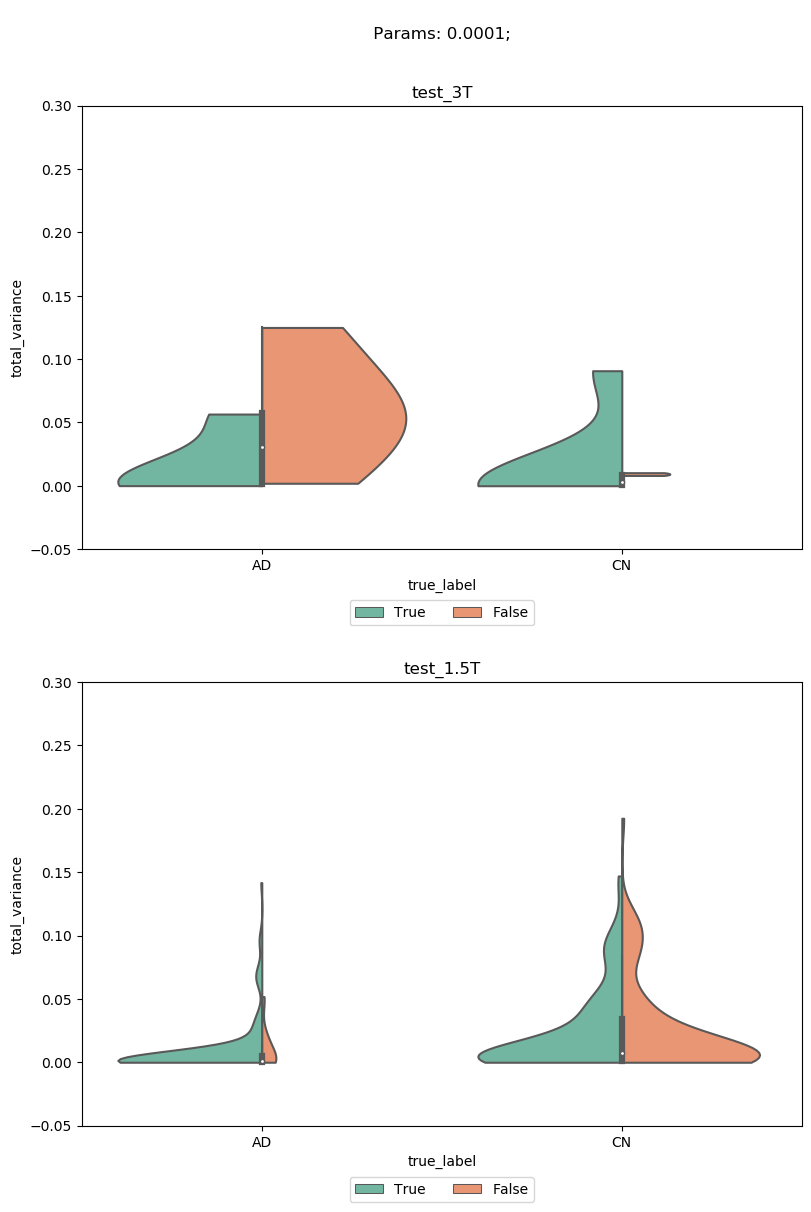 Params: 0.0001;
test_3T
0.30
0.25
0.20
0.15
0.10
0.05
0.00
−0.05
total_variance
AD
CN
true_label
True
False
test_1.5T
0.30
0.25
0.20
0.15
0.10
0.05
0.00
−0.05
total_variance
AD
CN
true_label
True
False